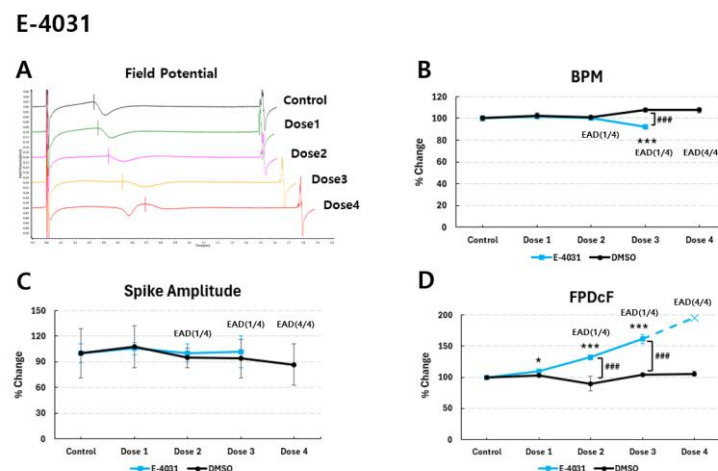 E-4031
A
Field Potential
Control
Dose1
Dose2
Dose3
Dose4
B
BPM
% Change
120
100
80
60
40
20
0
EAD(1/4)
###
***
EAD(1/4)
EAD(4/4)
Control
Dose 1
Dose 2
Dose 3
Dose 4
E-4031
DMSO
C
Spike Amplitude
% Change
150
120
90
60
30
0
EAD(1/4)
EAD(1/4)
EAD(4/4)
Control
Dose 1
Dose 2
Dose 3
Dose 4
E-4031
DMSO
D
FPDcF
% Change
200
150
100
50
0
*
EAD(1/4)
***
###
EAD(1/4)
***
###
EAD(4/4)
Control
Dose 1
Dose 2
Dose 3
Dose 4
E-4031
DMSO